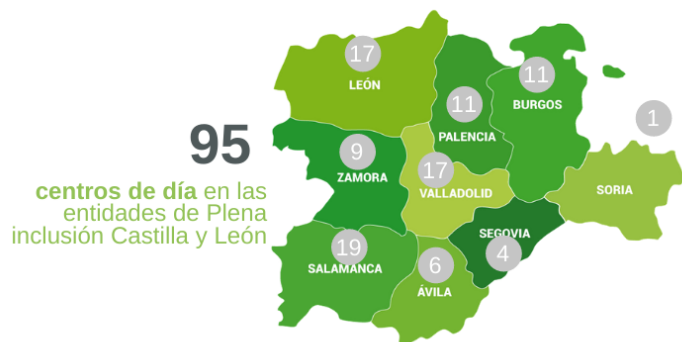 17
LEÓN
11
PALENCIA
11
BURGOS
1
SORIA
95
centros de día en las
entidades de Plena
inclusión Castilla y León
9
ZAMORA
17
VALLADOLID
SEGOVIA
4
19
SALAMANCA
6
ÁVILA